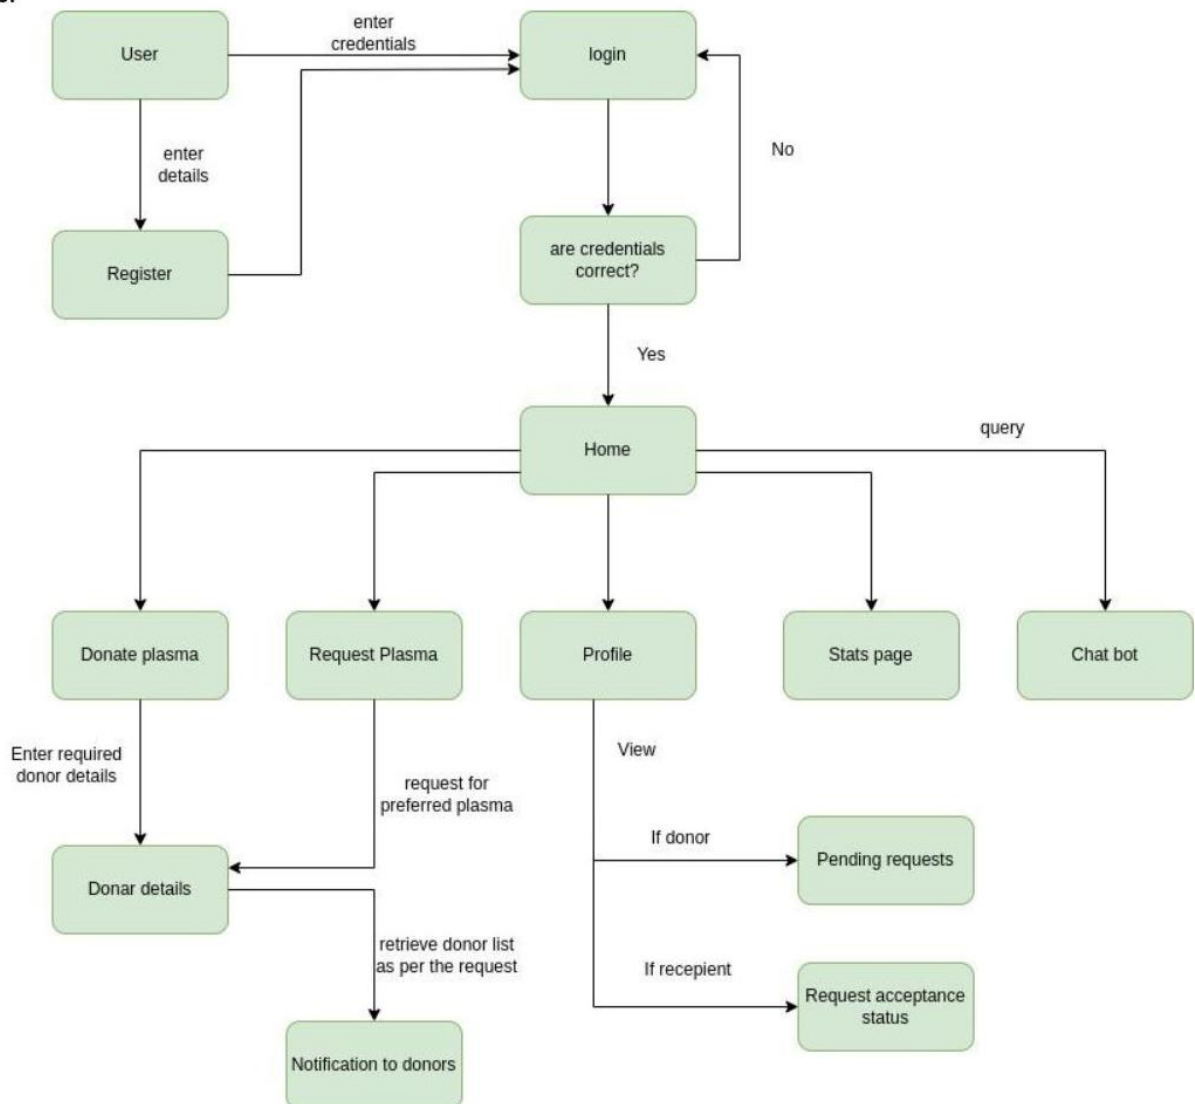 enter
credentials
User
login
No
enter
details
are credentials
correct?
Register
Yes
query
Home
Donate plasma
Request Plasma
Profile
Stats page
Chat bot
View
Enter required
donor details
request for
preferred plasma
If donor
Pending requests
Donar details
retrieve donor list
as per the request
If recepient
Request acceptance
status
Notification to donors